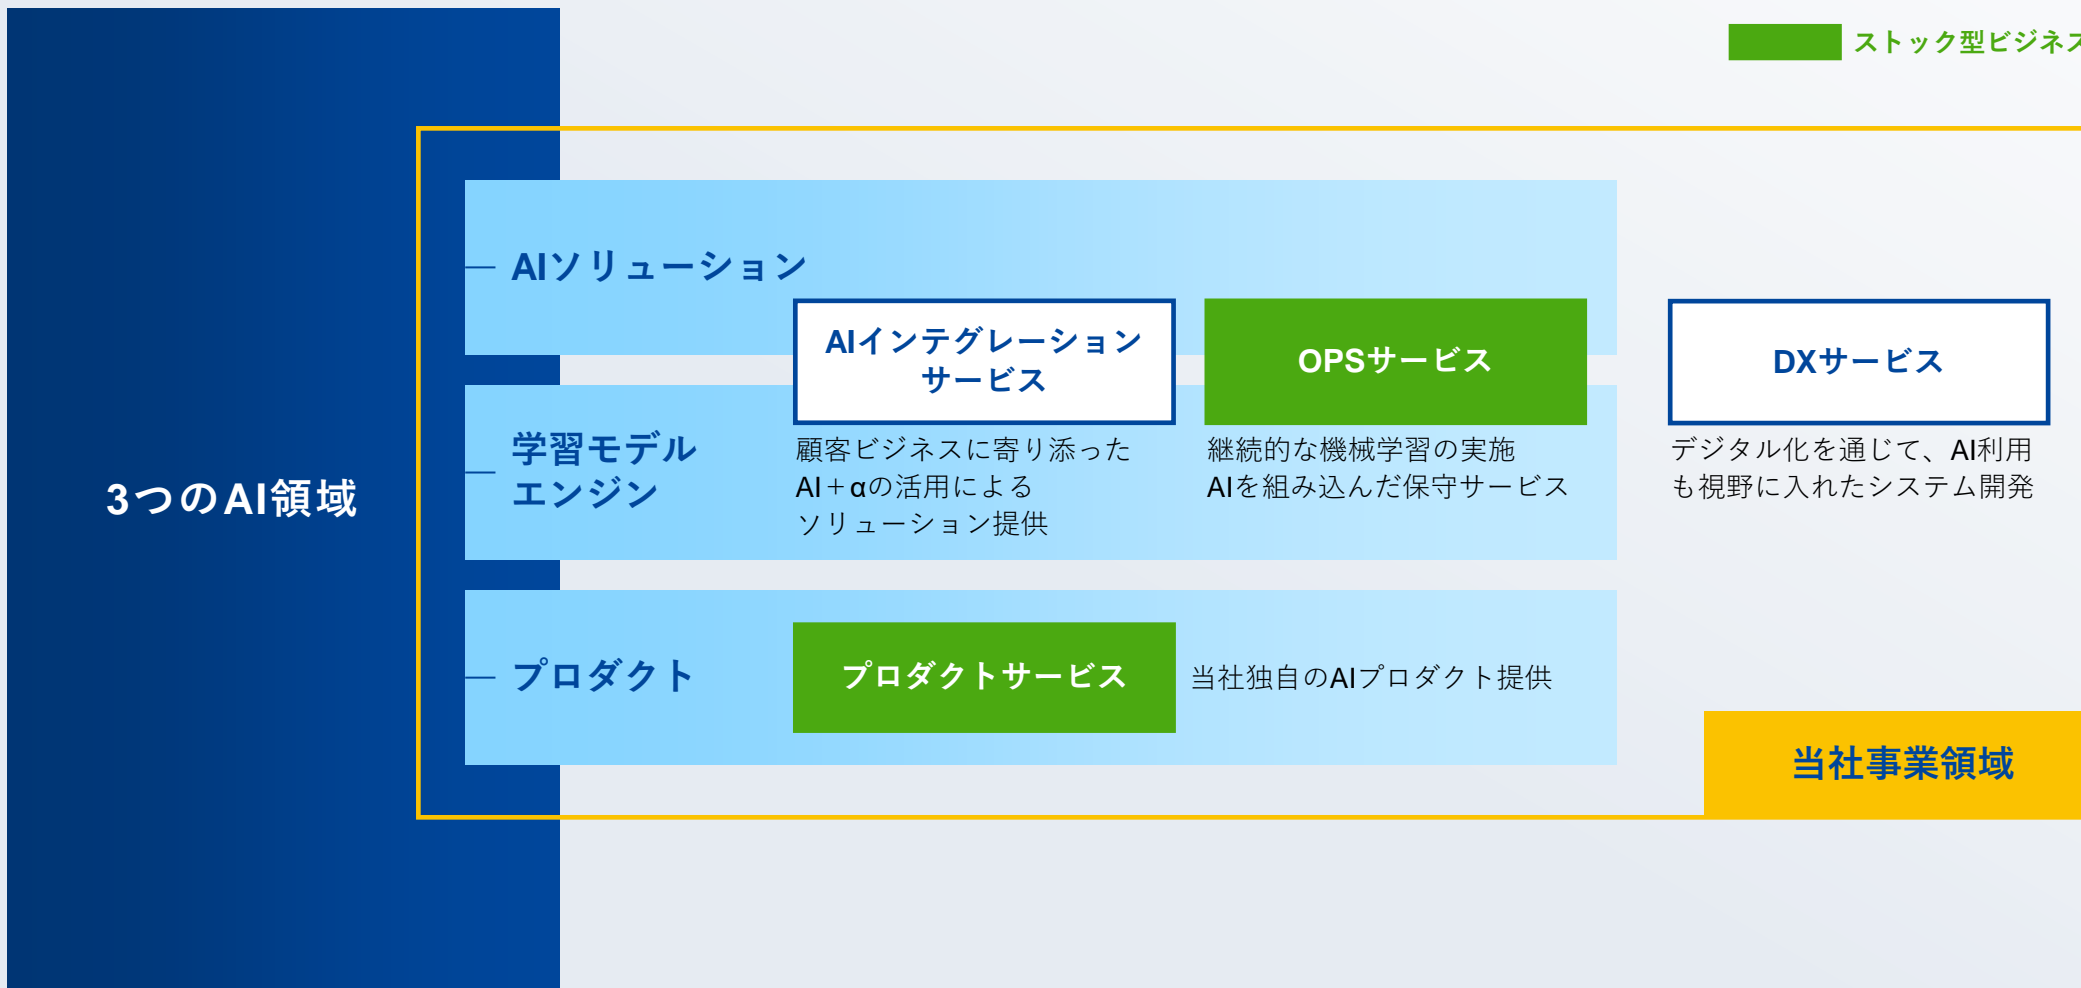 ストック型ビジネス
3つのAI領域
AIソリューション
AIインテグレーション
サービス
OPSサービス
DXサービス
学習モデル
エンジン
顧客ビジネスに寄り添った
AI+αの活用による
ソリューション提供
継続的な機械学習の実施
AIを組み込んだ保守サービス
デジタル化を通じて、AI利用
も視野に入れたシステム開発
プロダクト
プロダクトサービス
当社独自のAIプロダクト提供
当社事業領域